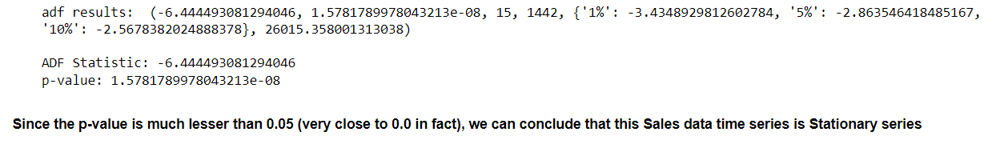 adf results:  (-6.444493081294046, 1.5781789978043213e-08, 15, 1442, {'1%': -3.4348929812602784, '5%': -2.863546418485167,
'10%': -2.5678382024888378}, 26015.358001313038)
ADF Statistic: -6.444493081294046
p-value: 1.5781789978043213e-08
Since the p-value is much lesser than 0.05 (very close to 0.0 in fact), we can conclude that this Sales data time series is Stationary series